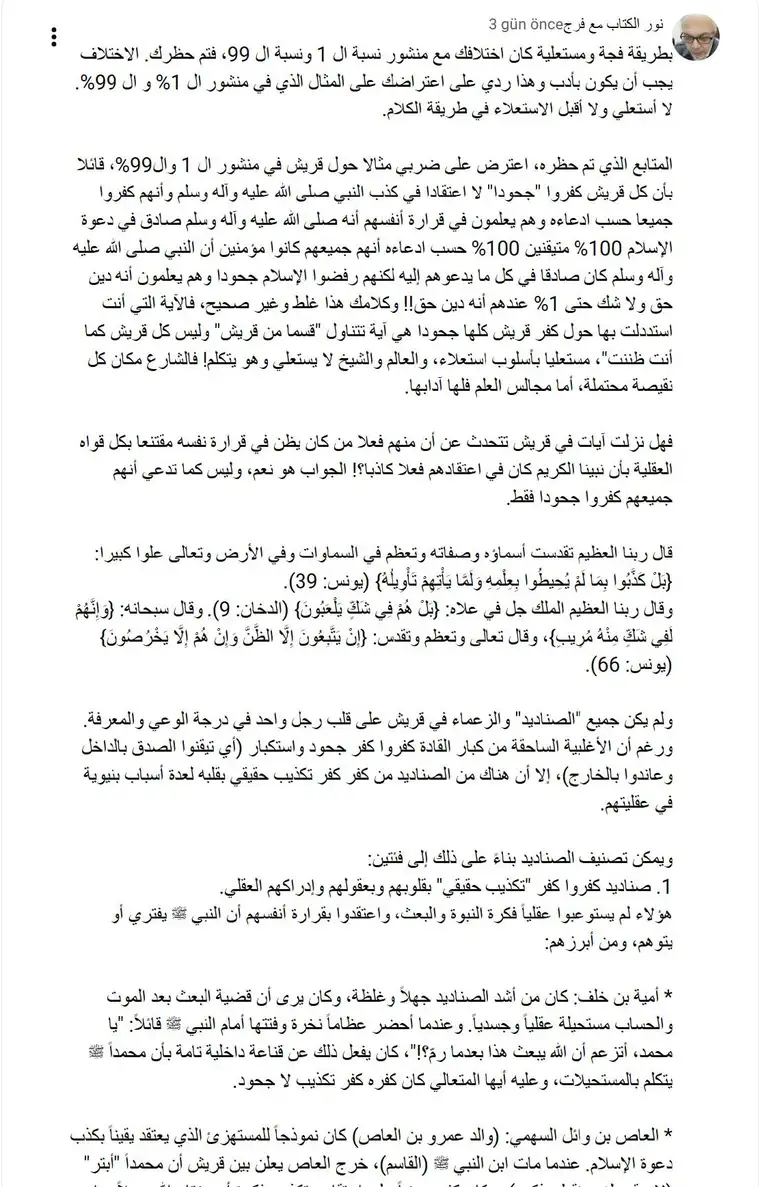 نور الكتاب مع فرج 3 gün önce
بطريقة فجة ومستعلية كان اختلافك مع منشور نسبة ال 1 ونسبة ال 99، فتم حظرك. الاختلاف
يجب أن يكون بأدب وهذا ردي على اعتراضك على المثال الذي في منشور ال 1% و ال 99%.
لا أستعلي ولا أقبل الاستعلاء في طريقة الكلام.
المتابع الذي تم حظره، اعترض على ضربي مثالا حول قريش في منشور ال 1 وال99%، قائلا
بأن كل قريش كفروا "جحودا" لا اعتقادا في كذب النبي صلى الله عليه وآله وسلم وأنهم كفروا
جميعا حسب ادعاءه وهم يعلمون في قرارة أنفسهم أنه صلى الله عليه وآله وسلم صادق في دعوة
الإسلام 100% متيقنين 100% حسب ادعاءه أنهم جميعهم كانوا مؤمنين أن النبي صلى الله عليه
وآله وسلم كان صادقا في كل ما يدعوهم إليه لكنهم رفضوا الإسلام جحودا وهم يعلمون أنه دين
حق ولا شك حتى 1% عندهم أنه دين حق!! وكلامك هذا غلط وغير صحيح، فالآية التي أنت
استدللت بها حول كفر قريش كلها جحودا هي آية تتناول "قسما من قريش" وليس كل قريش كما
أنت ظننت"، مستعليا بأسلوب استعلاء، والعالم والشيخ لا يستعلي وهو يتكلم! فالشارع مكان كل
نقيصة محتملة، أما مجالس العلم فلها آدابها.
فهل نزلت آيات في قريش تتحدث عن أن منهم فعلا من كان يظن في قرارة نفسه مقتنعا بكل قواه
العقلية بأن نبينا الكريم كان في اعتقادهم فعلا كاذبا؟! الجواب هو نعم، وليس كما تدعي أنهم
جميعهم كفروا جحودا فقط.
قال ربنا العظيم تقدست أسماؤه وصفاته وتعظم في السماوات وفي الأرض وتعالى علوا كبيرا:
{بَلْ كَذَّبُوا بِمَا لَمْ يُحِيطُوا بِعِلْمِهِ وَلَمَّا يَأْتِهِمْ تَأْوِيلُهُ} (يونس: 39).
وقال ربنا العظيم الملك جل في علاه: {بَلْ هُمْ فِي شَكٍّ يَلْعَبُونَ} (الدخان: 9). وقال سبحانه: {وَإِنَّهُمْ
لَفِي شَكٍّ مِنْهُ مُرِيبٍ}، وقال تعالى وتعظم وتقدس: {إِنْ يَتَّبِعُونَ إِلَّا الظَّنَّ وَإِنْ هُمْ إِلَّا يَخْرُصُونَ}
(يونس: 66).
ولم يكن جميع "الصناديد" والزعماء في قريش على قلب رجل واحد في درجة الوعي والمعرفة.
ورغم أن الأغلبية الساحقة من كبار القادة كفروا كفر جحود واستكبار (أي تيقنوا الصدق بالداخل
وعاندوا بالخارج)، إلا أن هناك من الصناديد من كفر كفر تكذيب حقيقي بقلبه لعدة أسباب بنيوية
في عقليتهم.
ويمكن تصنيف الصناديد بناءً على ذلك إلى فئتين:
1. صناديد كفروا كفر "تكذيب حقيقي" بقلوبهم وبعقولهم وإدراكهم العقلي.
هؤلاء لم يستوعبوا عقلياً فكرة النبوة والبعث، واعتقدوا بقرارة أنفسهم أن النبي ﷺ يفتري أو
يتوهم، ومن أبرزهم:
* أمية بن خلف: كان من أشد الصناديد جهلاً وغلظة، وكان يرى أن قضية البعث بعد الموت
والحساب مستحيلة عقلياً وجسدياً. وعندما أحضر عظاماً نخرة وفتتها أمام النبي ﷺ قائلاً: "يا
محمد، أتزعم أن الله يبعث هذا بعدما رمّ؟!"، كان يفعل ذلك عن قناعة داخلية تامة بأن محمداً ﷺ
يتكلم بالمستحيلات، وعليه أيها المتعالي كان كفره كفر تكذيب لا جحود.
* العاص بن وائل السهمي: (والد عمرو بن العاص) كان نموذجاً للمستهزئ الذي يعتقد يقيناً بكذب
دعوة الإسلام. عندما مات ابن النبي ﷺ (القاسم)، خرج العاص يعلن بين قريش أن محمداً "أبتر"